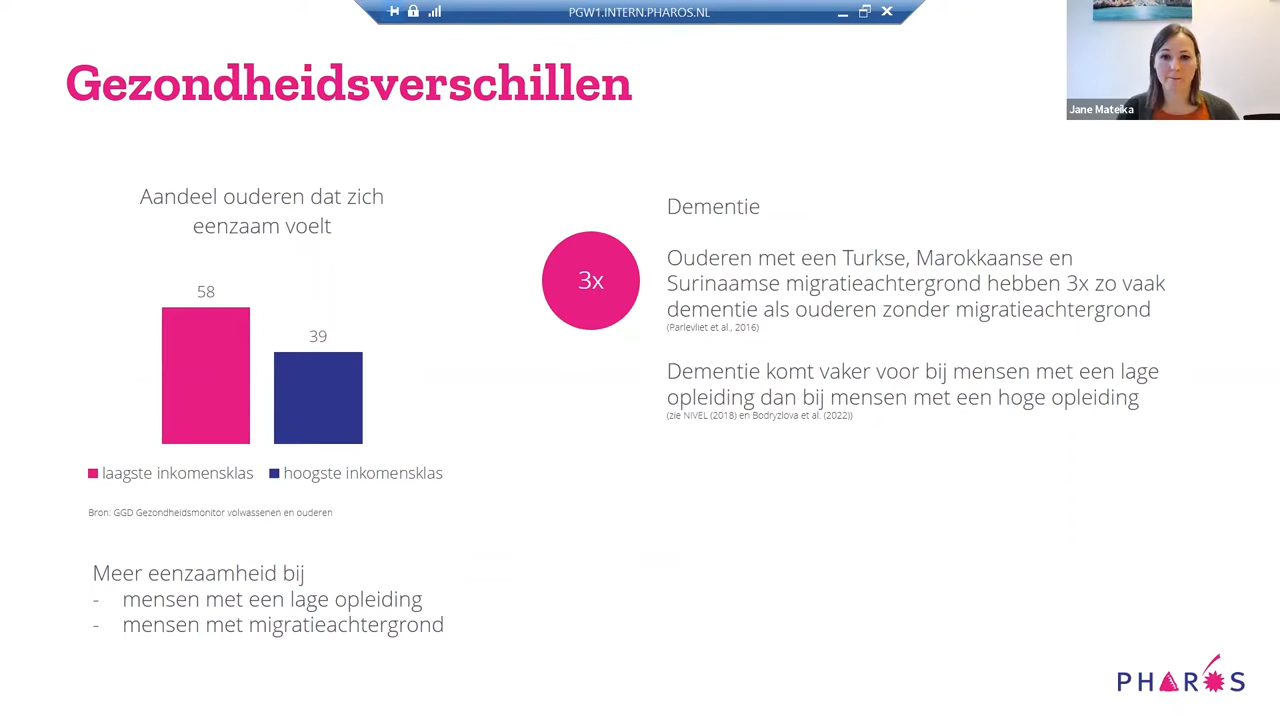 PGW1.INTERN.PHAROS.NL
Gezondheidsverschillen
Jane Mateika
Aandeel ouderen dat zich
eenzaam voelt
58
39
laagste inkomensklas hoogste inkomensklas
Bron: GGD Gezondheidsmonitor volwassenen en ouderen
Meer eenzaamheid bij
- mensen met een lage opleiding
- mensen met migratieachtergrond
3x
Dementie
Ouderen met een Turkse, Marokkaanse en
Surinaamse migratieachtergrond hebben 3x zo vaak
dementie als ouderen zonder migratieachtergrond
(Parlevliet et al., 2016)
Dementie komt vaker voor bij mensen met een lage
opleiding dan bij mensen met een hoge opleiding
(zie NIVEL (2018) en Bodryzlova et al. (2022))
PHAROS